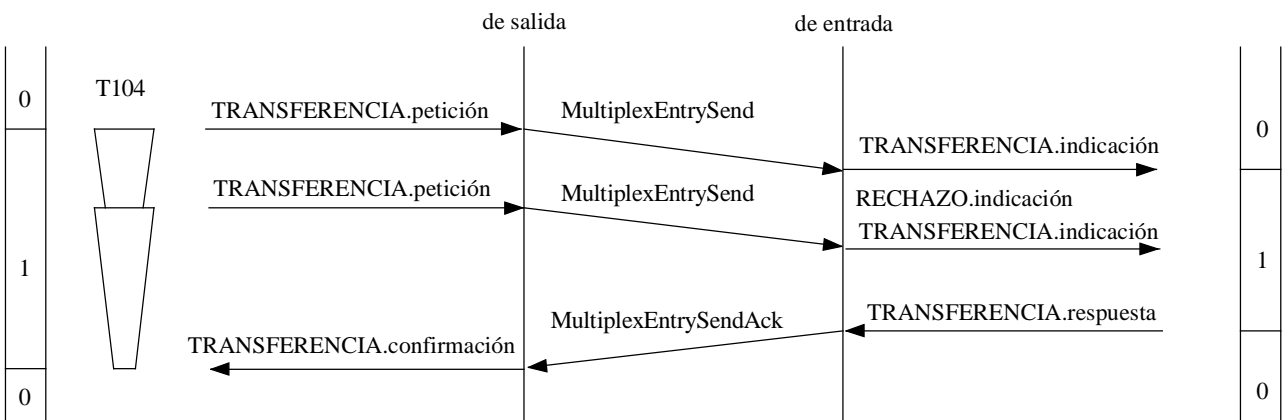 de salida
de entrada
T104
0
TRANSFERENCIA.petición
MultiplexEntrySend
0
TRANSFERENCIA.indicación
TRANSFERENCIA.petición
MultiplexEntrySend
RECHAZO.indicación
TRANSFERENCIA.indicación
1
1
MultiplexEntrySendAck
TRANSFERENCIA.respuesta
TRANSFERENCIA.confirmación
0
0